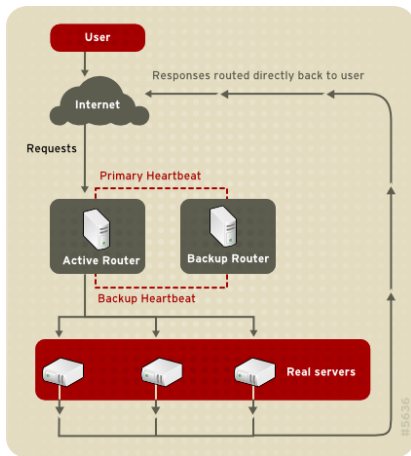 User
Responses routed directly back to user
Internet
Requests
Primary Heartbeat
Active Router
Backup Router
Backup Heartbeat
Real servers
#5636